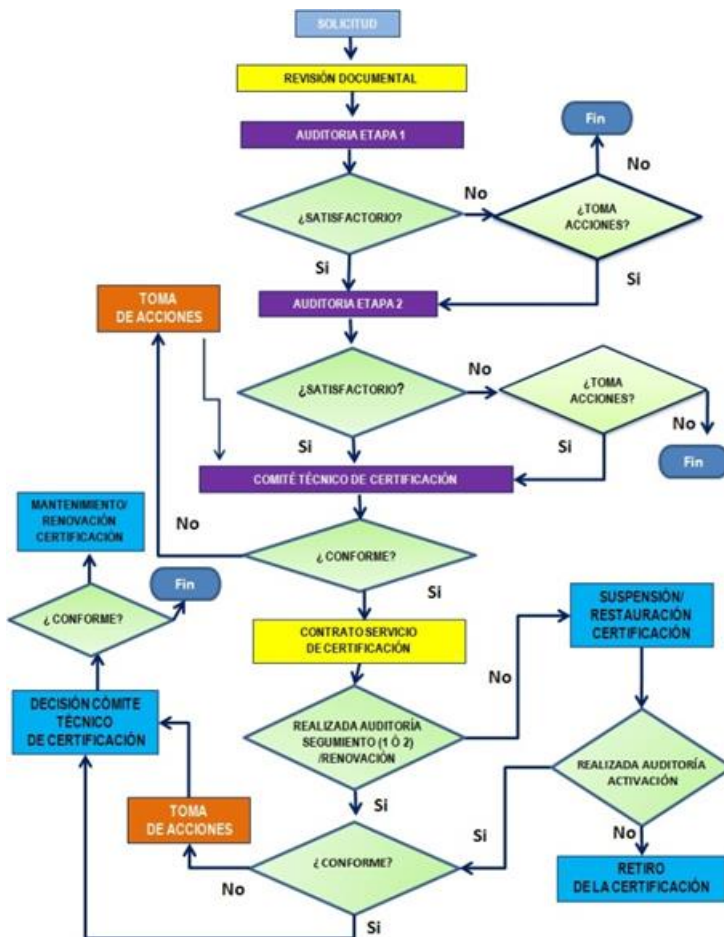 SOLICITUD
REVISIÓN DOCUMENTAL
AUDITORIA ETAPA 1
Fin
No
¿SATISFACTORIO?
No
¿TOMA
ACCIONES?
Si
Si
TOMA
DE ACCIONES
AUDITORIA ETAPA 2
¿SATISFACTORIO?
No
¿TOMA
ACCIONES?
No
Si
Si
Fin
COMITÉ TÉCNICO DE CERTIFICACIÓN
MANTENIMIENTO/
RENOVACIÓN
CERTIFICACIÓN
No
¿CONFORME?
Fin
Si
¿CONFORME?
SUSPENSIÓN/
RESTAURACIÓN
CERTIFICACIÓN
CONTRATO SERVICIO
DE CERTIFICACIÓN
No
DECISIÓN CÒMITE
TÉCNICO
DE CERTIFICACIÓN
REALIZADA AUDITORÍA
SEGUMIENTO (1 Ó 2)
/RENOVACIÓN
REALIZADA AUDITORÍA
ACTIVACIÓN
Si
TOMA
DE ACCIONES
Si
No
¿CONFORME?
No
RETIRO
DE LA CERTIFICACIÓN
Si